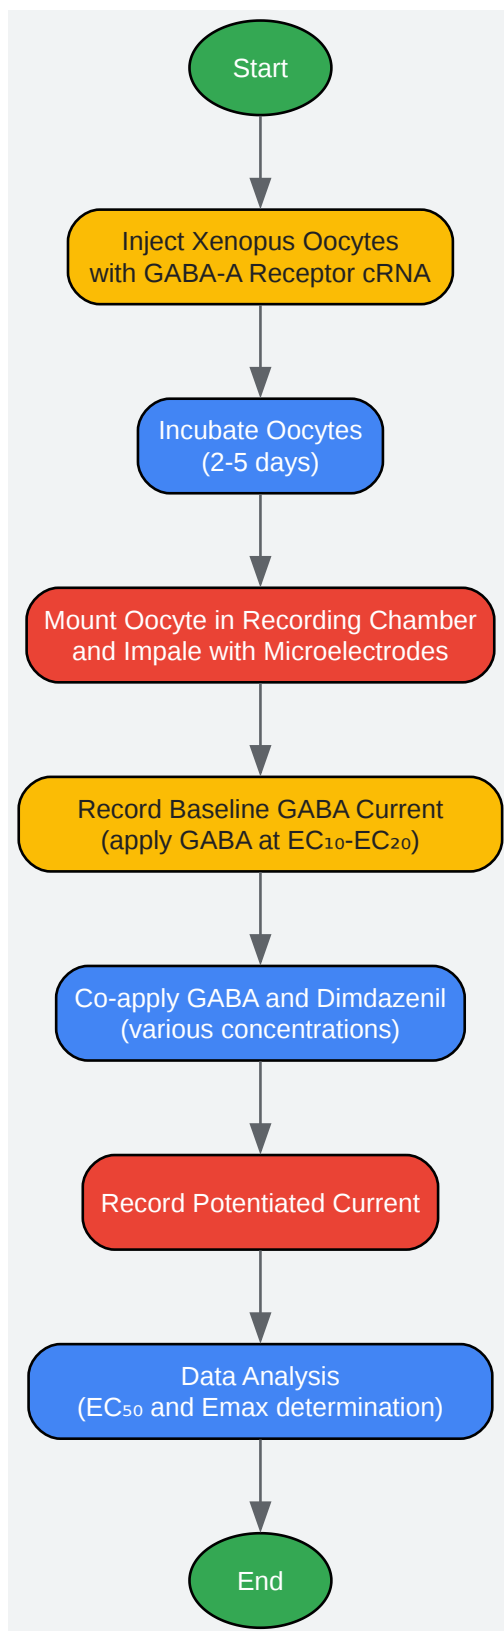 Start
Inject Xenopus Oocytes
with GABA-A Receptor cRNA
Incubate Oocytes
(2-5 days)
Mount Oocyte in Recording Chamber
and Impale with Microelectrodes
Record Baseline GABA Current
(apply GABA at EC₁₀-EC₂₀)
Co-apply GABA and Dimdazenil
(various concentrations)
Record Potentiated Current
Data Analysis
(EC₅₀ and Emax determination)
End